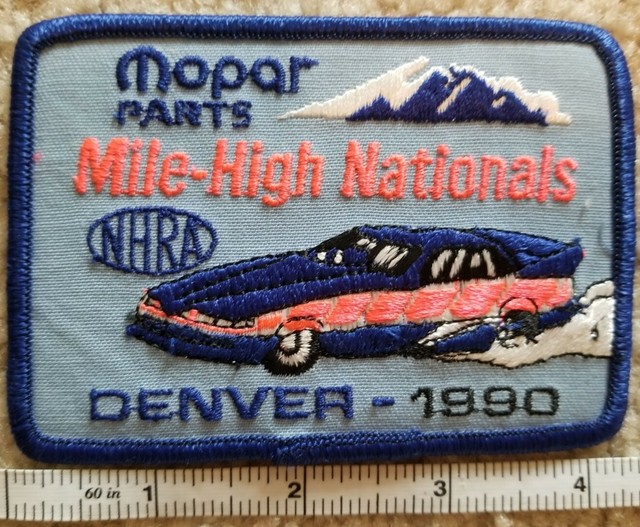 Mopar
PARTS
Mile-High Nationals
NHRA
DENVER - 1990
60 in 1 2 3 4